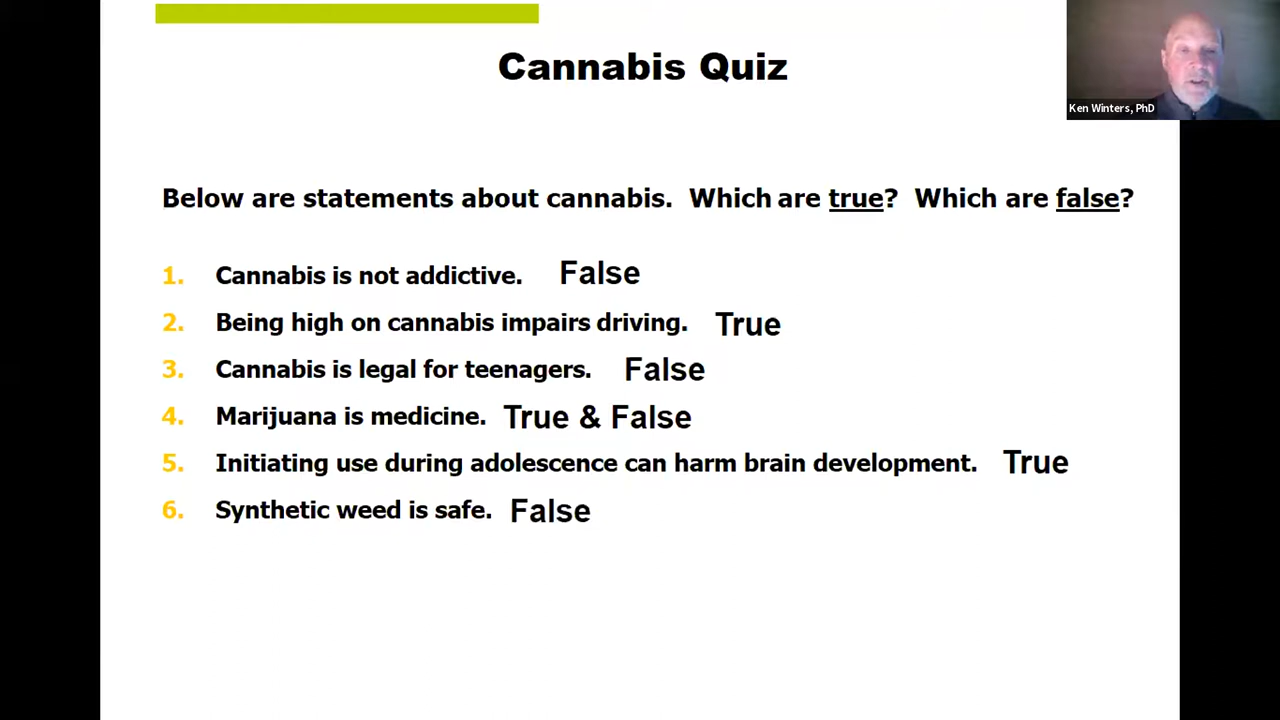 Cannabis Quiz
Ken Winters, PhD
Below are statements about cannabis. Which are true? Which are false?
1. Cannabis is not addictive. False
2. Being high on cannabis impairs driving. True
3. Cannabis is legal for teenagers. False
4. Marijuana is medicine. True & False
5. Initiating use during adolescence can harm brain development. True
6. Synthetic weed is safe. False